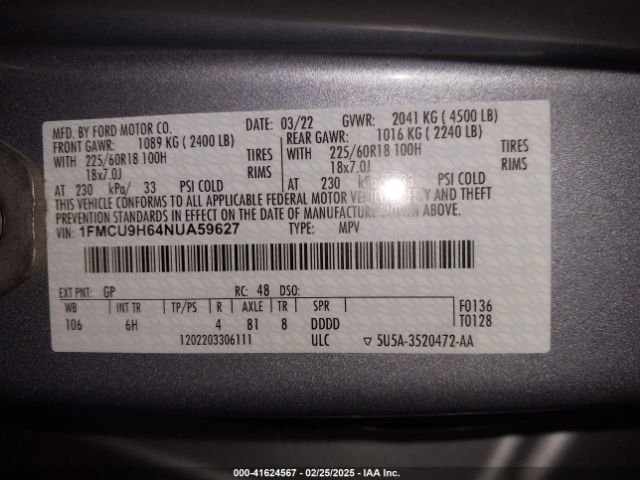 MFD. BY FORD MOTOR CO.
DATE: 03/22 GVWR: 2041 KG ( 4500 LB)
FRONT GAWR: 1089 KG ( 2400 LB)
REAR GAWR: 1016 KG ( 2240 LB)
WITH 225/60R18 100H TIRES
18x7.0J RIMS
AT 230 kPa/ 33 PSI COLD
WITH 225/60R18 100H TIRES
18x7.0J RIMS
AT 230 33 PSI COLD
THIS VEHICLE CONFORMS TO ALL APPLICABLE FEDERAL MOTOR VEHICLE SAFETY AND THEFT
PREVENTION STANDARDS IN EFFECT ON THE DATE OF MANUFACTURE SHOWN ABOVE.
VIN: 1FMCU9H64NUA59627 TYPE: MPV
EXT PNT: GP RC: 48 DSO:
WB INT TR TP/PS R AXLE TR SPR
106 6H 4 81 8 DDDD
F0136
T0128
1202203306111 ULC ▽ 5U5A-3520472-AA
000-41624567 | 02/25/2025 - IAA Inc.